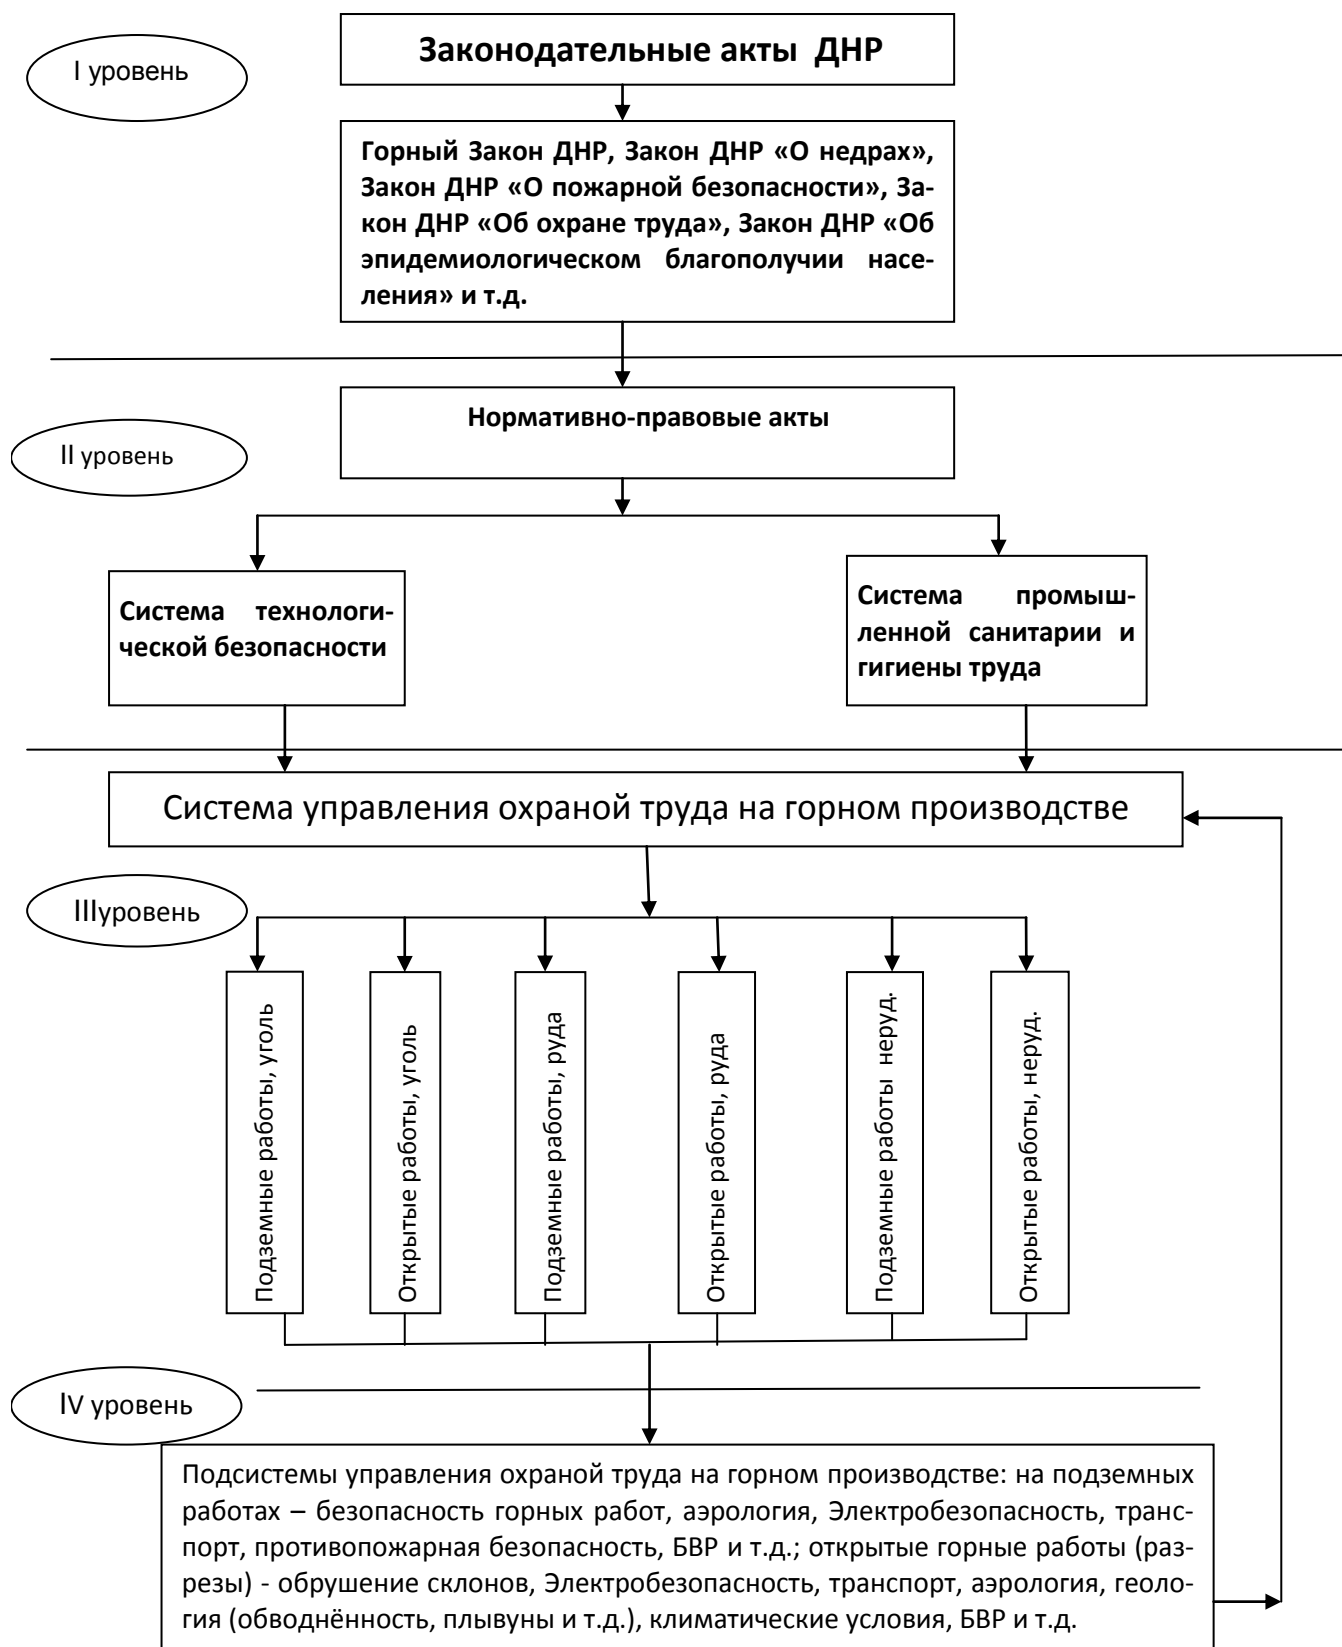 Законодательные акты ДНР
I уровень
Горный Закон ДНР, Закон ДНР «О недрах»,
Закон ДНР «О пожарной безопасности», За-
кон ДНР «Об охране труда», Закон ДНР «Об
эпидемиологическом благополучии насе-
ления» и т.д.
Нормативно-правовые акты
II уровень
Система технологи-
ческой безопасности
Система промыш-
ленной санитарии и
гигиены труда
Система управления охраной труда на горном производстве
IIIуровень
Подземные работы, уголь
Открытые работы, уголь
Подземные работы, руда
Открытые работы, руда
Подземные работы неруд.
Открытые работы, неруд.
IV уровень
Подсистемы управления охраной труда на горном производстве: на подземных
работах – безопасность горных работ, аэрология, Электробезопасность, транс-
порт, противопожарная безопасность, БВР и т.д.; открытые горные работы (раз-
резы) - обрушение склонов, Электробезопасность, транспорт, аэрология, геоло-
гия (обводнённость, плывуны и т.д.), климатические условия, БВР и т.д.